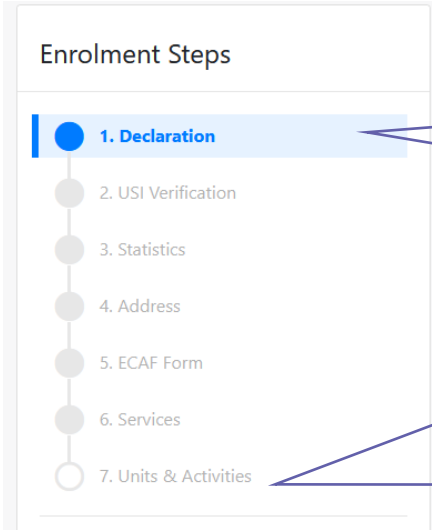 Enrolment Steps
1. Declaration
2. USI Verification
3. Statistics
4. Address
5. ECAF Form
6. Services
7. Units & Activities